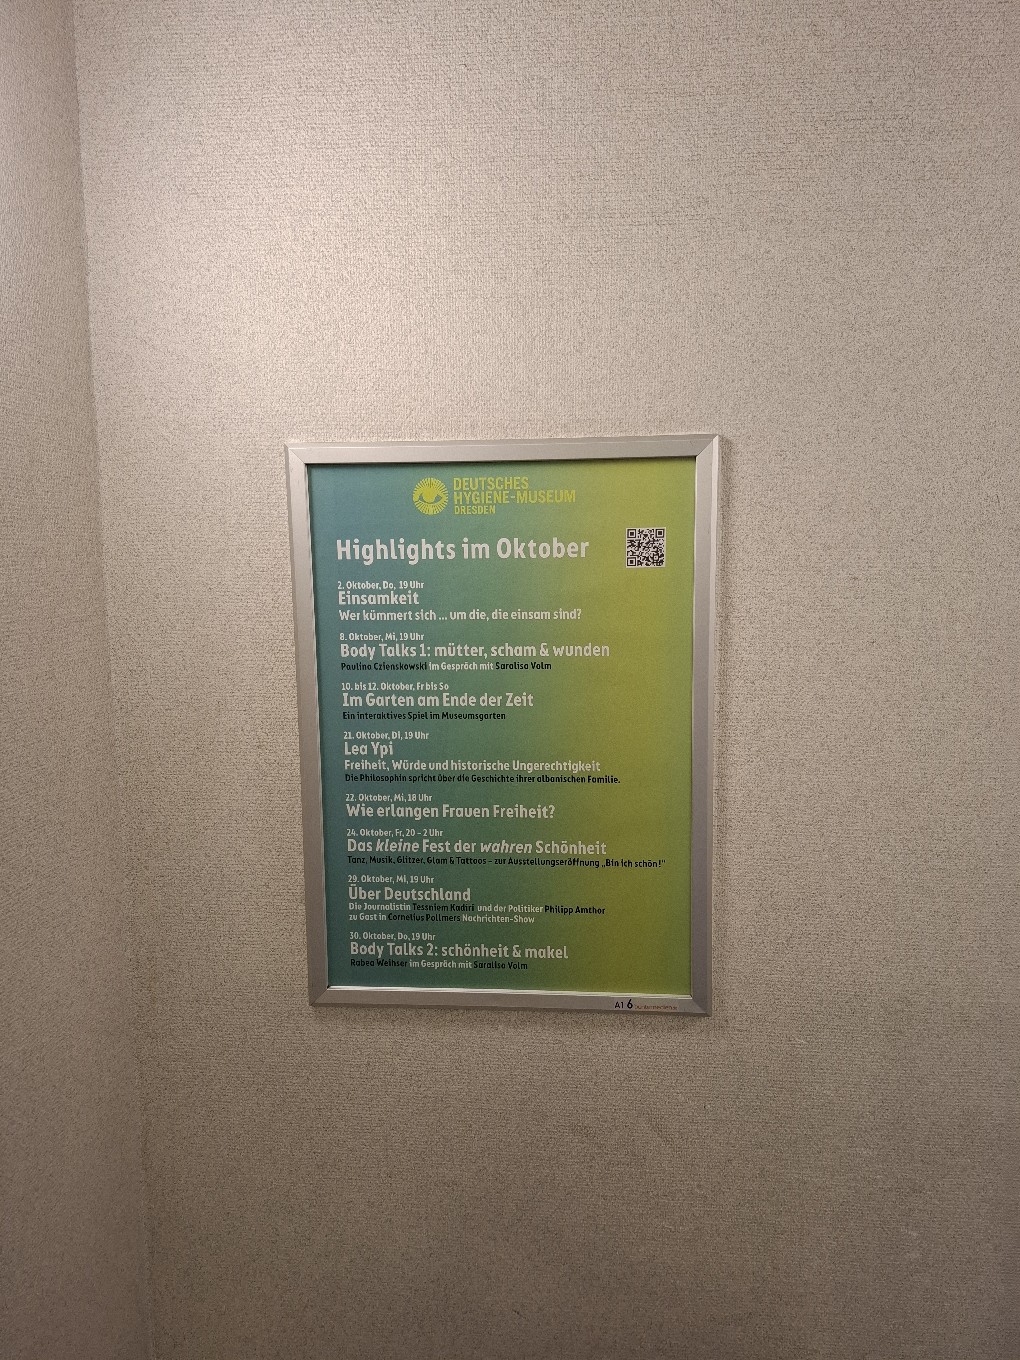 DEUTSCHES
HYGIENE-MUSEUM
DRESDEN
Highlights im Oktober
2. Oktober, Do, 19 Uhr
Einsamkeit
Wer kümmert sich ... um die, die einsam sind?
8. Oktober, Mi, 19 Uhr
Body Talks 1: mütter, scham & wunden
Paulina Czienskowski im Gespräch mit Saralisa Volm
10. bis 12. Oktober, Fr bis So
Im Garten am Ende der Zeit
Ein interaktives Spiel im Museumsgarten
21. Oktober, Di, 19 Uhr
Lea Ypi
Freiheit, Würde und historische Ungerechtigkeit
Die Philosophin spricht über die Geschichte ihrer albanischen Familie.
22. Oktober, Mi, 18 Uhr
Wie erlangen Frauen Freiheit?
24. Oktober, Fr, 20 – 2 Uhr
Das kleine Fest der wahren Schönheit
Tanz, Musik, Glitzer, Glam & Tattoos – zur Ausstellungseröffnung „Bin ich schön!"
29. Oktober, Mi, 19 Uhr
Über Deutschland
Die Journalistin Tessniem Kadiri und der Politiker Philipp Amthor
zu Gast in Cornelius Pollmers Nachrichten-Show
30. Oktober, Do, 19 Uhr
Body Talks 2: schönheit & makel
Rabea Weihser im Gespräch mit Saralisa Volm
A1 6